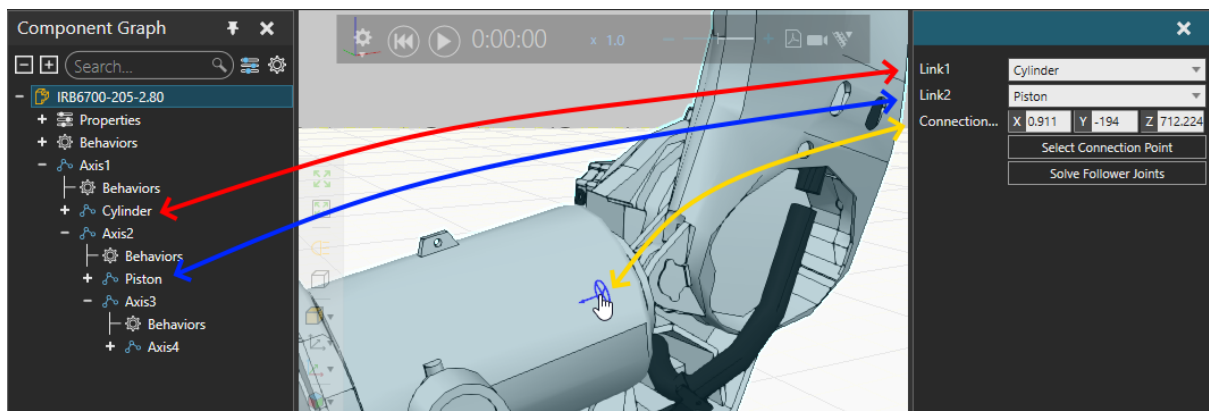 Component Graph
Search...
IRB6700-205-2.80
Properties
Behaviors
Axis1
Behaviors
Cylinder
Axis2
Behaviors
Piston
Axis3
Behaviors
Axis4
0:00:00 x 1.0
Link1 Cylinder
Link2 Piston
Connection... X 0.911 Y -194 Z 712.224
Select Connection Point
Solve Follower Joints